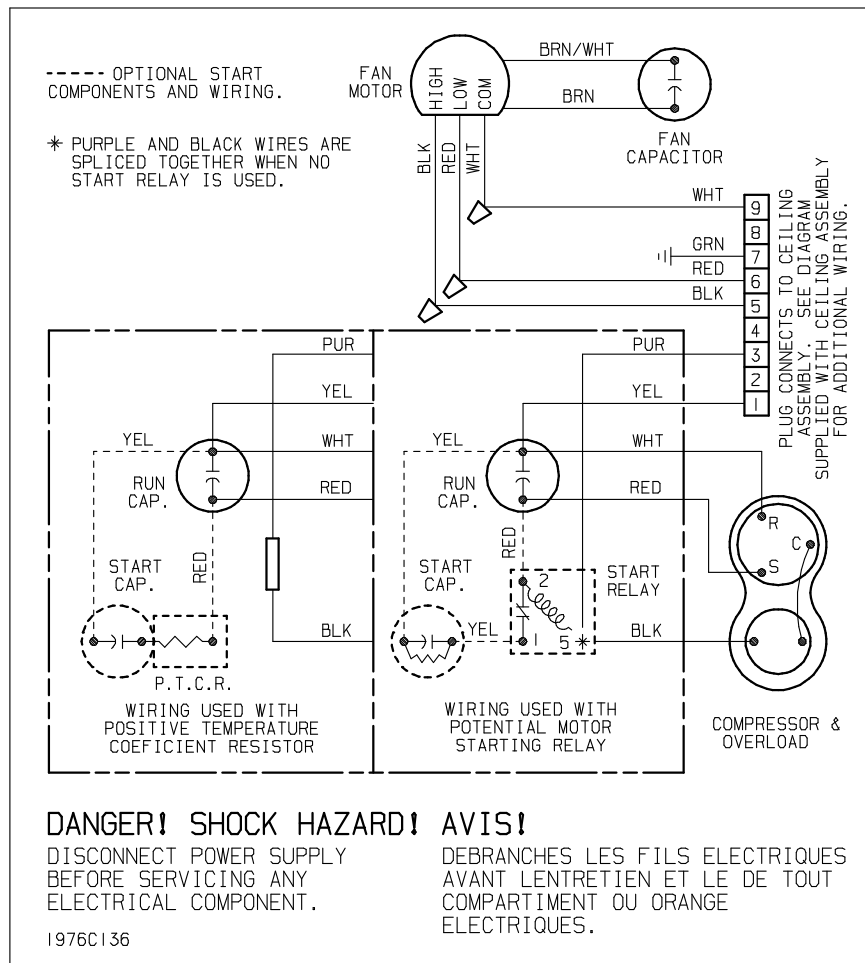 ----- OPTIONAL START
COMPONENTS AND WIRING.
* PURPLE AND BLACK WIRES ARE
SPLICED TOGETHER WHEN NO
START RELAY IS USED.
FAN
MOTOR
HIGH
LOW
COM
BRN/WHT
BRN
FAN
CAPACITOR
BLK
RED
WHT
WHT
GRN
RED
BLK
9
8
7
6
5
4
3
2
1
PLUG CONNECTS TO CEILING
ASSEMBLY. SEE DIAGRAM
SUPPLIED WITH CEILING ASSEMBLY
FOR ADDITIONAL WIRING.
PUR
YEL
YEL
WHT
RUN
CAP.
RED
START
CAP.
RED
BLK
P.T.C.R.
WIRING USED WITH
POSITIVE TEMPERATURE
COEFICIENT RESISTOR
PUR
YEL
YEL
WHT
RUN
CAP.
RED
START
CAP.
RED
START
RELAY
2
YEL
1
5 *
BLK
WIRING USED WITH
POTENTIAL MOTOR
STARTING RELAY
R
C
S
COMPRESSOR &
OVERLOAD
DANGER! SHOCK HAZARD!
DISCONNECT POWER SUPPLY
BEFORE SERVICING ANY
ELECTRICAL COMPONENT.
AVIS!
DEBRANCHES LES FILS ELECTRIQUES
AVANT LENTRETIEN ET LE DE TOUT
COMPARTIMENT OU ORANGE
ELECTRIQUES.
1976C136